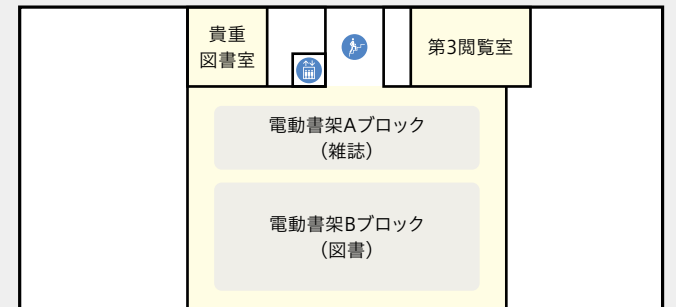 貴重
図書室
第3閲覧室
電動書架Aブロック
（雑誌）
電動書架Bブロック
（図書）